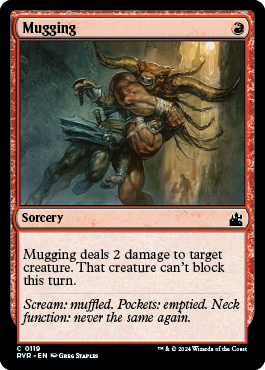 Mugging
Sorcery
Mugging deals 2 damage to target
creature. That creature can't block
this turn.
Scream: muffled. Pockets: emptied. Neck
function: never the same again.
C 0119
RVR • EN Greg Staples
™ & © 2024 Wizards of the Coast